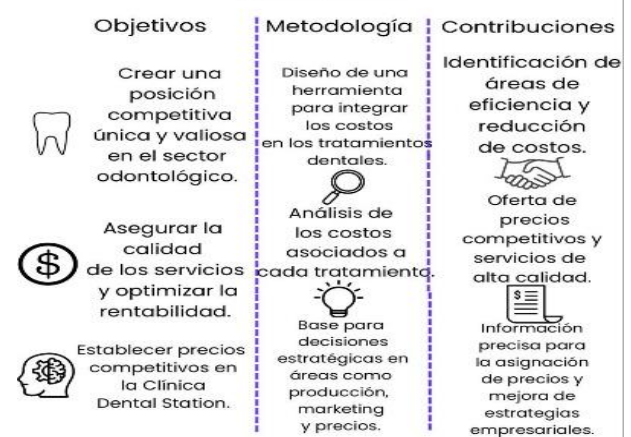 Objetivos
Crear una
posición
competitiva
única y valiosa
en el sector
odontológico.
Asegurar la
calidad
de los servicios
y optimizar la
rentabilidad.
Establecer precios
competitivos en
la Clínica
Dental Station.
Metodología
Diseño de una
herramienta
para integrar
los costos
en los tratamientos
dentales.
Análisis de
los costos
asociados a
cada tratamiento.
Base para
decisiones
estratégicas en
áreas como
producción,
marketing
y precios.
Contribuciones
Identificación de
áreas de
eficiencia y
reducción
de costos.
Oferta de
precios
competitivos y
servicios de
alta calidad.
Información
precisa para
la asignación
de precios y
mejora de
estrategias
empresariales.